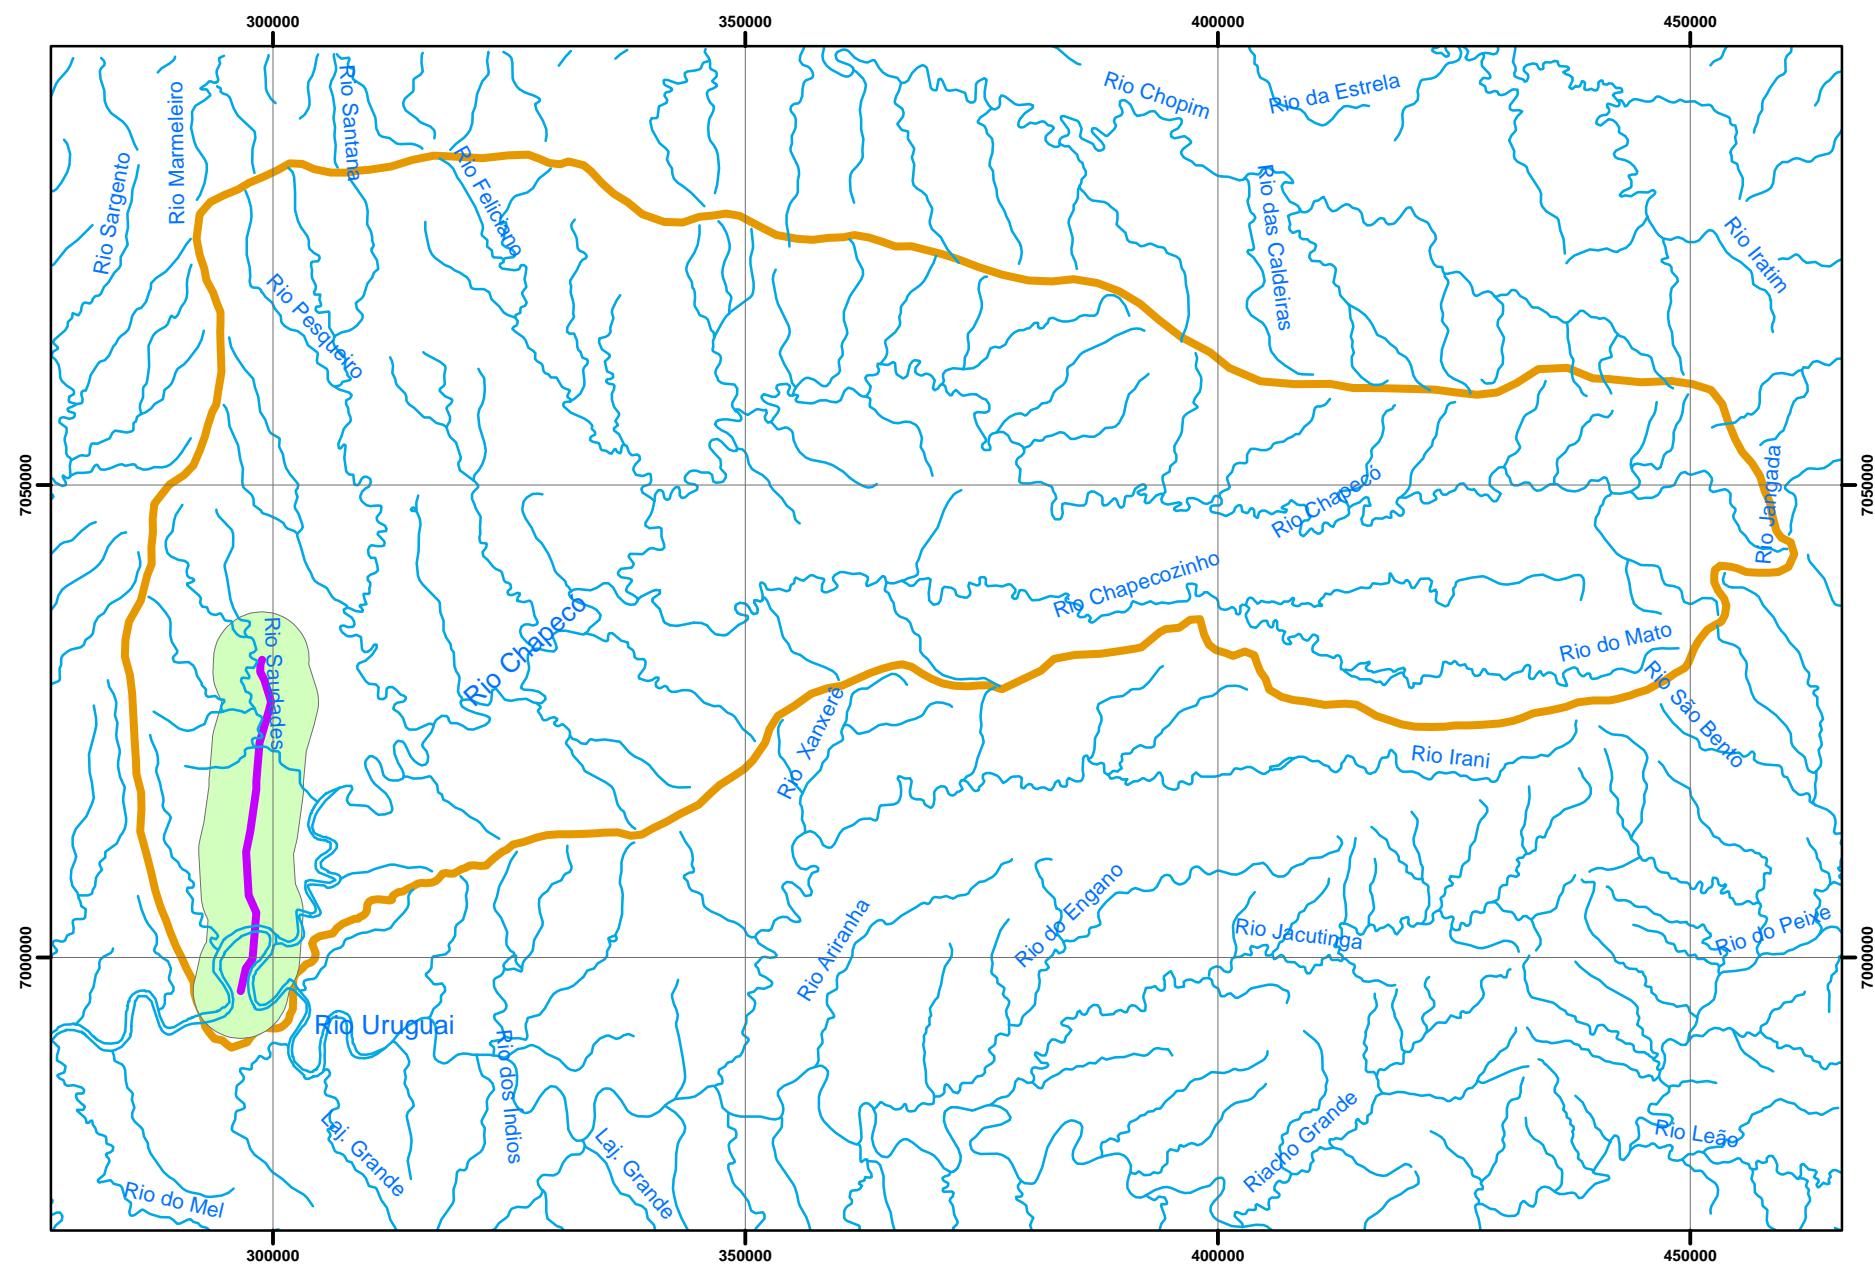 300000
350000
400000
450000
Rio Chopim
Rio da Estrela
Rio Marmeleiro
Rio Santana
Rio Sargento
Rio Feliciano
Rio das Caldeiras
Rio Iratim
Rio Pesqueiro
7050000
7050000
Rio Chapecó
Rio Jangada
Rio Chapecozinho
Rio Chapecó
Rio Saudades
Rio do Mato
Rio São Bento
Rio Xanxerê
Rio Irani
7000000
7000000
Rio Ariranha
Rio do Engano
Rio Jacutinga
Rio do Peixe
Rio Uruguai
Rio dos Indios
Laj. Grande
Laj. Grande
Riacho Grande
Rio Leão
Rio do Mel
300000
350000
400000
450000